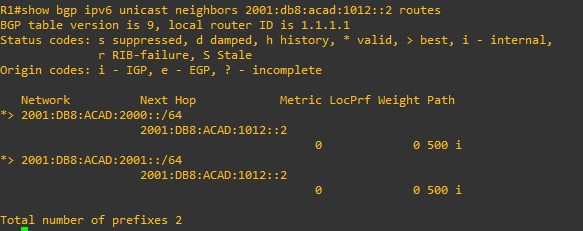 R1#show bgp ipv6 unicast neighbors 2001:db8:acad:1012::2 routes
BGP table version is 9, local router ID is 1.1.1.1
Status codes: s suppressed, d damped, h history, * valid, > best, i - internal,
r RIB-failure, S Stale
Origin codes: i - IGP, e - EGP, ? - incomplete
Network Next Hop Metric LocPrf Weight Path
*> 2001:DB8:ACAD:2000::/64
2001:DB8:ACAD:1012::2
0 0 500 i
*> 2001:DB8:ACAD:2001::/64
2001:DB8:ACAD:1012::2
0 0 500 i
Total number of prefixes 2